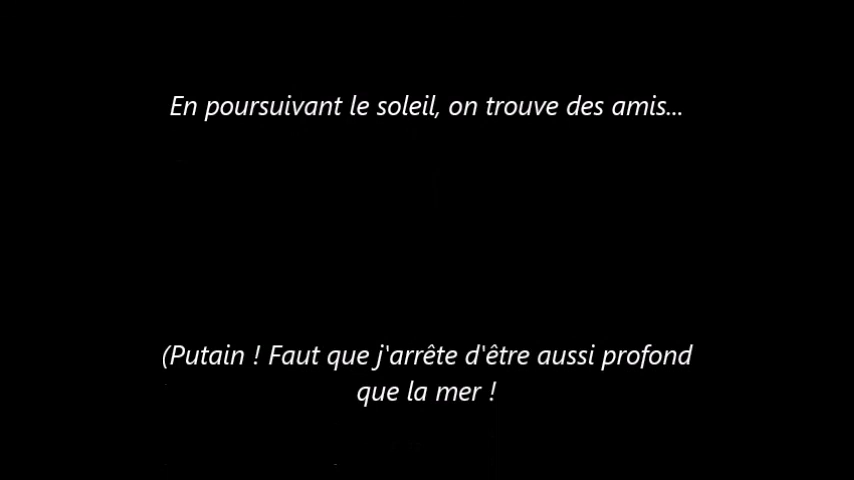 En poursuivant le soleil, on trouve des amis...
(Putain ! Faut que j'arrête d'être aussi profond
que la mer !